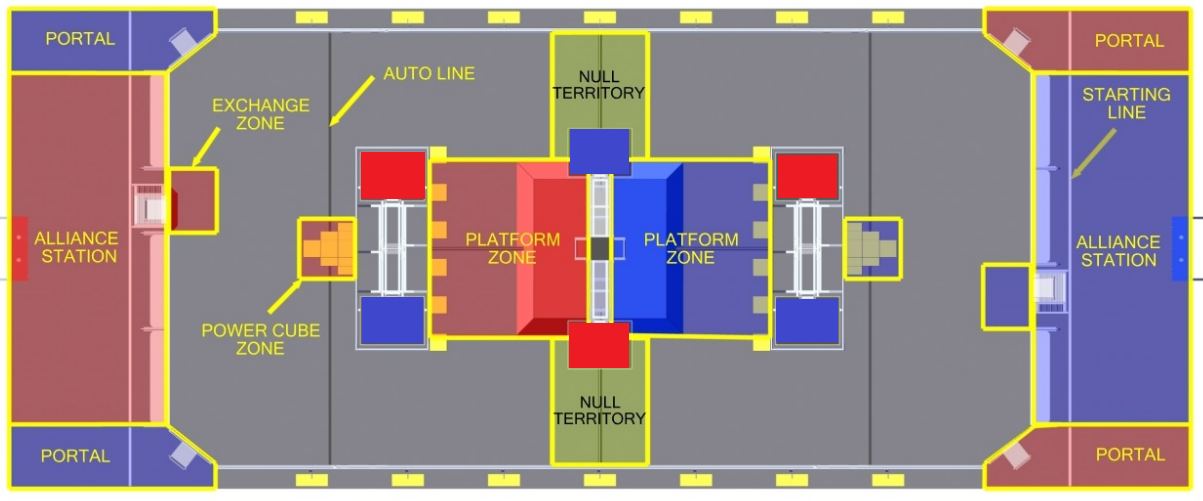 PORTAL
AUTO LINE
NULL
TERRITORY
PORTAL
EXCHANGE
ZONE
STARTING
LINE
ALLIANCE
STATION
PLATFORM
ZONE
PLATFORM
ZONE
ALLIANCE
STATION
POWER CUBE
ZONE
NULL
TERRITORY
PORTAL
PORTAL